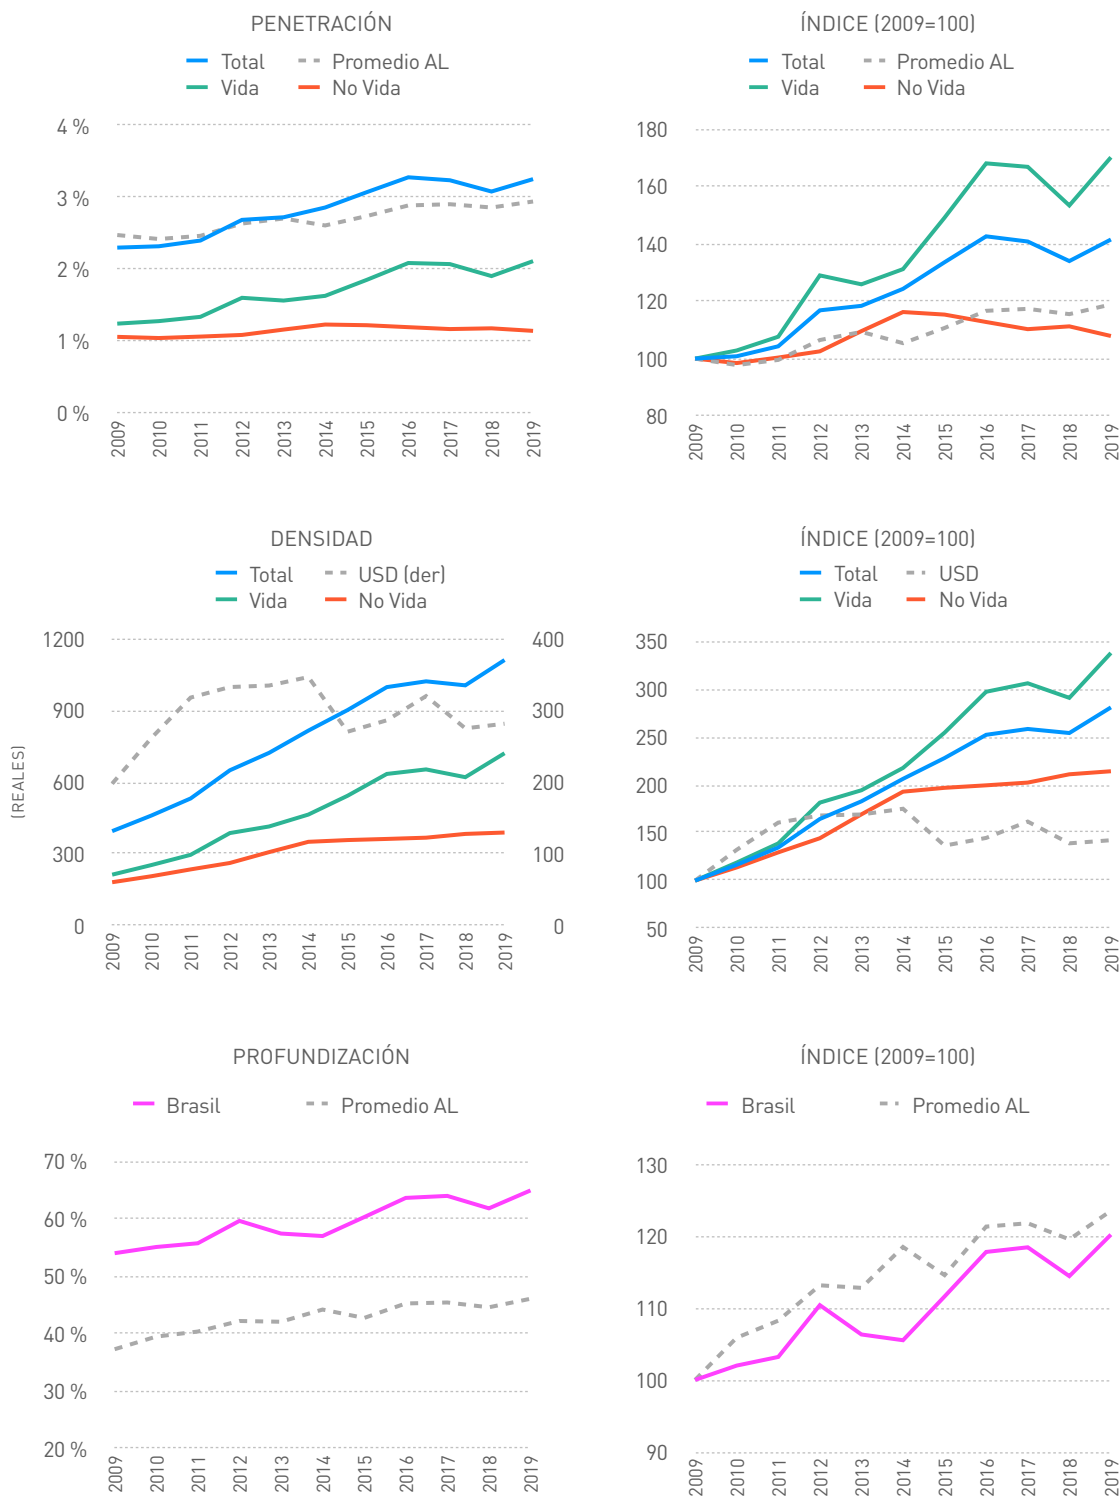 PENETRACIÓN
Total Promedio AL
Vida No Vida
4 %
3 %
2 %
1 %
0 %
2009 2010 2011 2012 2013 2014 2015 2016 2017 2018 2019
ÍNDICE (2009=100)
Total Promedio AL
Vida No Vida
180
160
140
120
100
80
2009 2010 2011 2012 2013 2014 2015 2016 2017 2018 2019
DENSIDAD
Total USD (der)
Vida No Vida
(REALES)
1200 400
900 300
600 200
300 100
0 0
2009 2010 2011 2012 2013 2014 2015 2016 2017 2018 2019
ÍNDICE (2009=100)
Total USD
Vida No Vida
350
300
250
200
150
100
50
2009 2010 2011 2012 2013 2014 2015 2016 2017 2018 2019
PROFUNDIZACIÓN
Brasil Promedio AL
70 %
60 %
50 %
40 %
30 %
20 %
2009 2010 2011 2012 2013 2014 2015 2016 2017 2018 2019
ÍNDICE (2009=100)
Brasil Promedio AL
130
120
110
100
90
2009 2010 2011 2012 2013 2014 2015 2016 2017 2018 2019